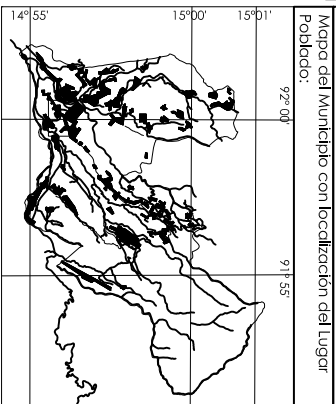 Mapa del Municipio con localización del Lugar
Poblado:
14°55'
15°00'
15°01'
92° 00'
91° 55'